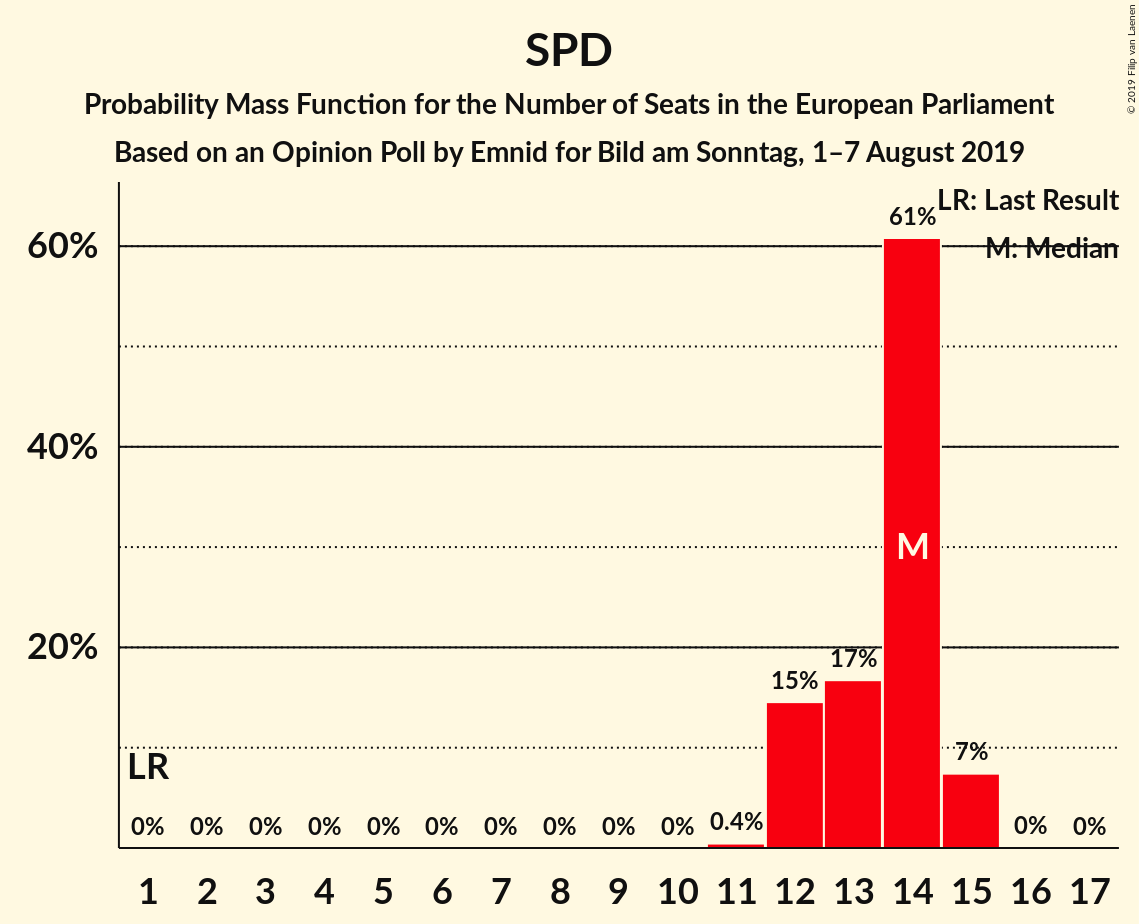 SPD
Probability Mass Function for the Number of Seats in the European Parliament
Based on an Opinion Poll by Emnid for Bild am Sonntag, 1–7 August 2019
© 2019 Filip van Laenen
LR: Last Result
M: Median
60%
40%
20%
61%
M
17%
15%
7%
LR
0% 0% 0% 0% 0% 0% 0% 0% 0% 0% 0.4% 0% 0%
1 2 3 4 5 6 7 8 9 10 11 12 13 14 15 16 17